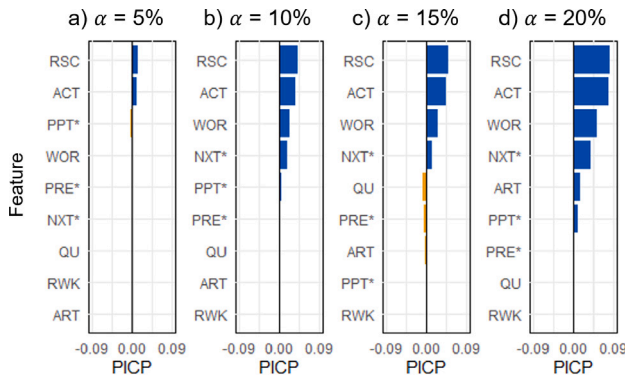 a) α = 5%
b) α = 10%
c) α = 15%
d) α = 20%
Feature
RSC
ACT
PPT*
WOR
PRE*
NXT*
QU
RWK
ART
-0.09 0.00 0.09
PICP
RSC
ACT
WOR
NXT*
PPT*
PRE*
QU
ART
RWK
-0.09 0.00 0.09
PICP
RSC
ACT
WOR
NXT*
QU
PRE*
ART
PPT*
RWK
-0.09 0.00 0.09
PICP
RSC
ACT
WOR
NXT*
ART
PPT*
PRE*
QU
RWK
-0.09 0.00 0.09
PICP